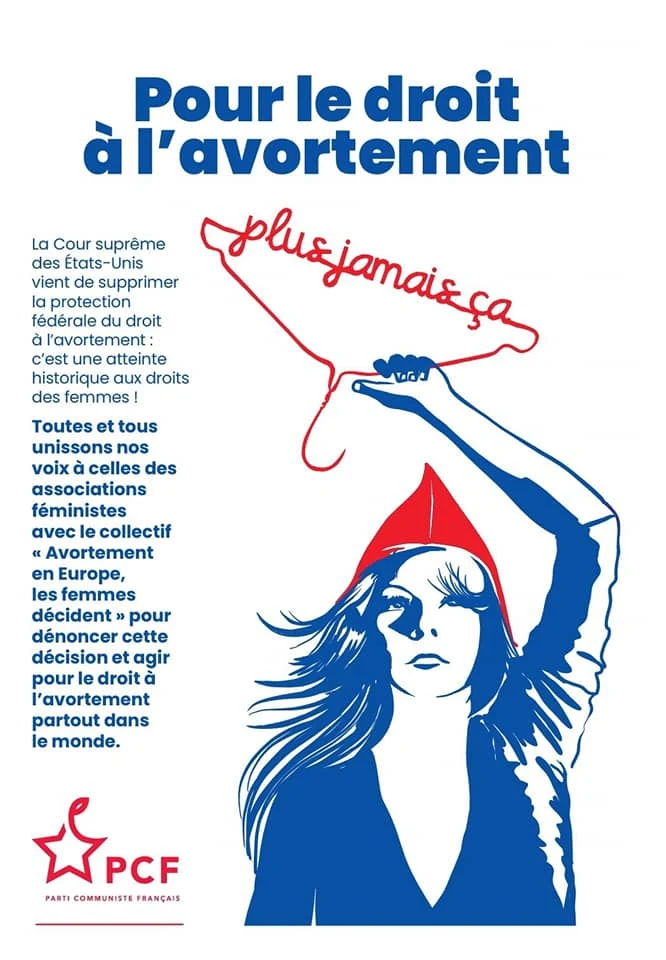 Pour le droit
à l’avortement
plus jamais ça
La Cour suprême
des États-Unis
vient de supprimer
la protection
fédérale du droit
à l’avortement :
c’est une atteinte
historique aux droits
des femmes !
Toutes et tous
unissons nos
voix à celles des
associations
féministes
avec le collectif
« Avortement
en Europe,
les femmes
décident » pour
dénoncer cette
décision et agir
pour le droit à
l’avortement
partout dans
le monde.
PCF
PARTI COMMUNISTE FRANÇAIS